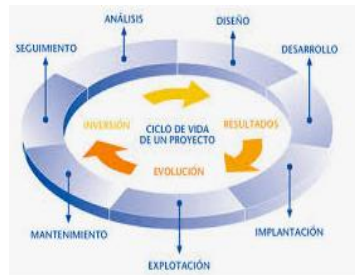 ANÁLISIS
DISEÑO
SEGUIMIENTO
DESARROLLO
INVERSIÓN
CICLO DE VIDA
DE UN PROYECTO
RESULTADOS
EVOLUCIÓN
MANTENIMIENTO
IMPLANTACIÓN
EXPLOTACIÓN